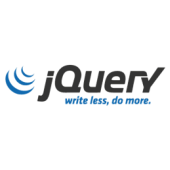 jQuery
write less, do more.